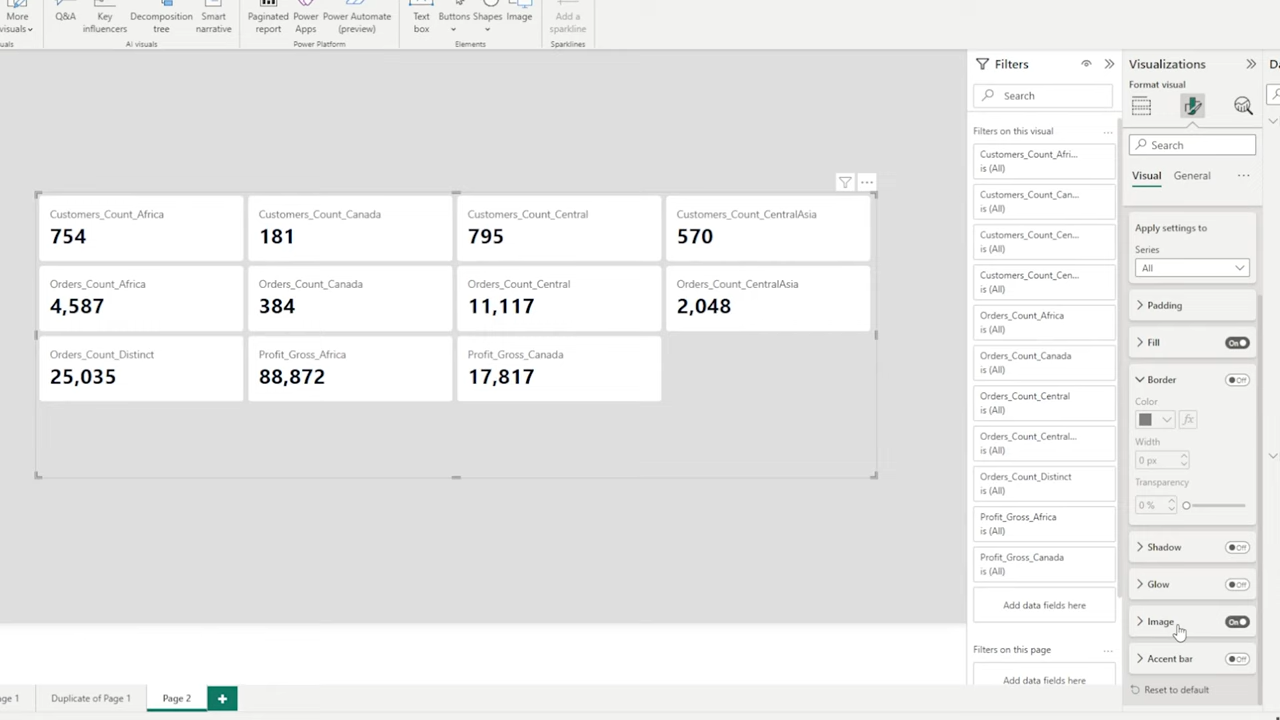 More
visuals
Q&A
Key
influencers
Decomposition
tree
Smart
narrative
Paginated
report
Power
Apps
Power Automate
(preview)
Text
box
Buttons
Shapes
Image
Add a
sparkline
AI visuals
Power Platform
Elements
Sparklines
Customers_Count_Africa
754
Customers_Count_Canada
181
Customers_Count_Central
795
Customers_Count_CentralAsia
570
Orders_Count_Africa
4,587
Orders_Count_Canada
384
Orders_Count_Central
11,117
Orders_Count_CentralAsia
2,048
Orders_Count_Distinct
25,035
Profit_Gross_Africa
88,872
Profit_Gross_Canada
17,817
Filters
Search
Filters on this visual
Customers_Count_Afri...
is (All)
Customers_Count_Can...
is (All)
Customers_Count_Cen...
is (All)
Customers_Count_Cen...
is (All)
Orders_Count_Africa
is (All)
Orders_Count_Canada
is (All)
Orders_Count_Central
is (All)
Orders_Count_Central...
is (All)
Orders_Count_Distinct
is (All)
Profit_Gross_Africa
is (All)
Profit_Gross_Canada
is (All)
Add data fields here
Filters on this page
Add data fields here
Visualizations
Format visual
Search
Visual
General
Apply settings to
Series
All
Padding
Fill
On
Border
Off
Color
fx
Width
0 px
Transparency
0 %
Shadow
Off
Glow
Off
Image
On
Accent bar
Off
Reset to default
Duplicate of Page 1
Page 2